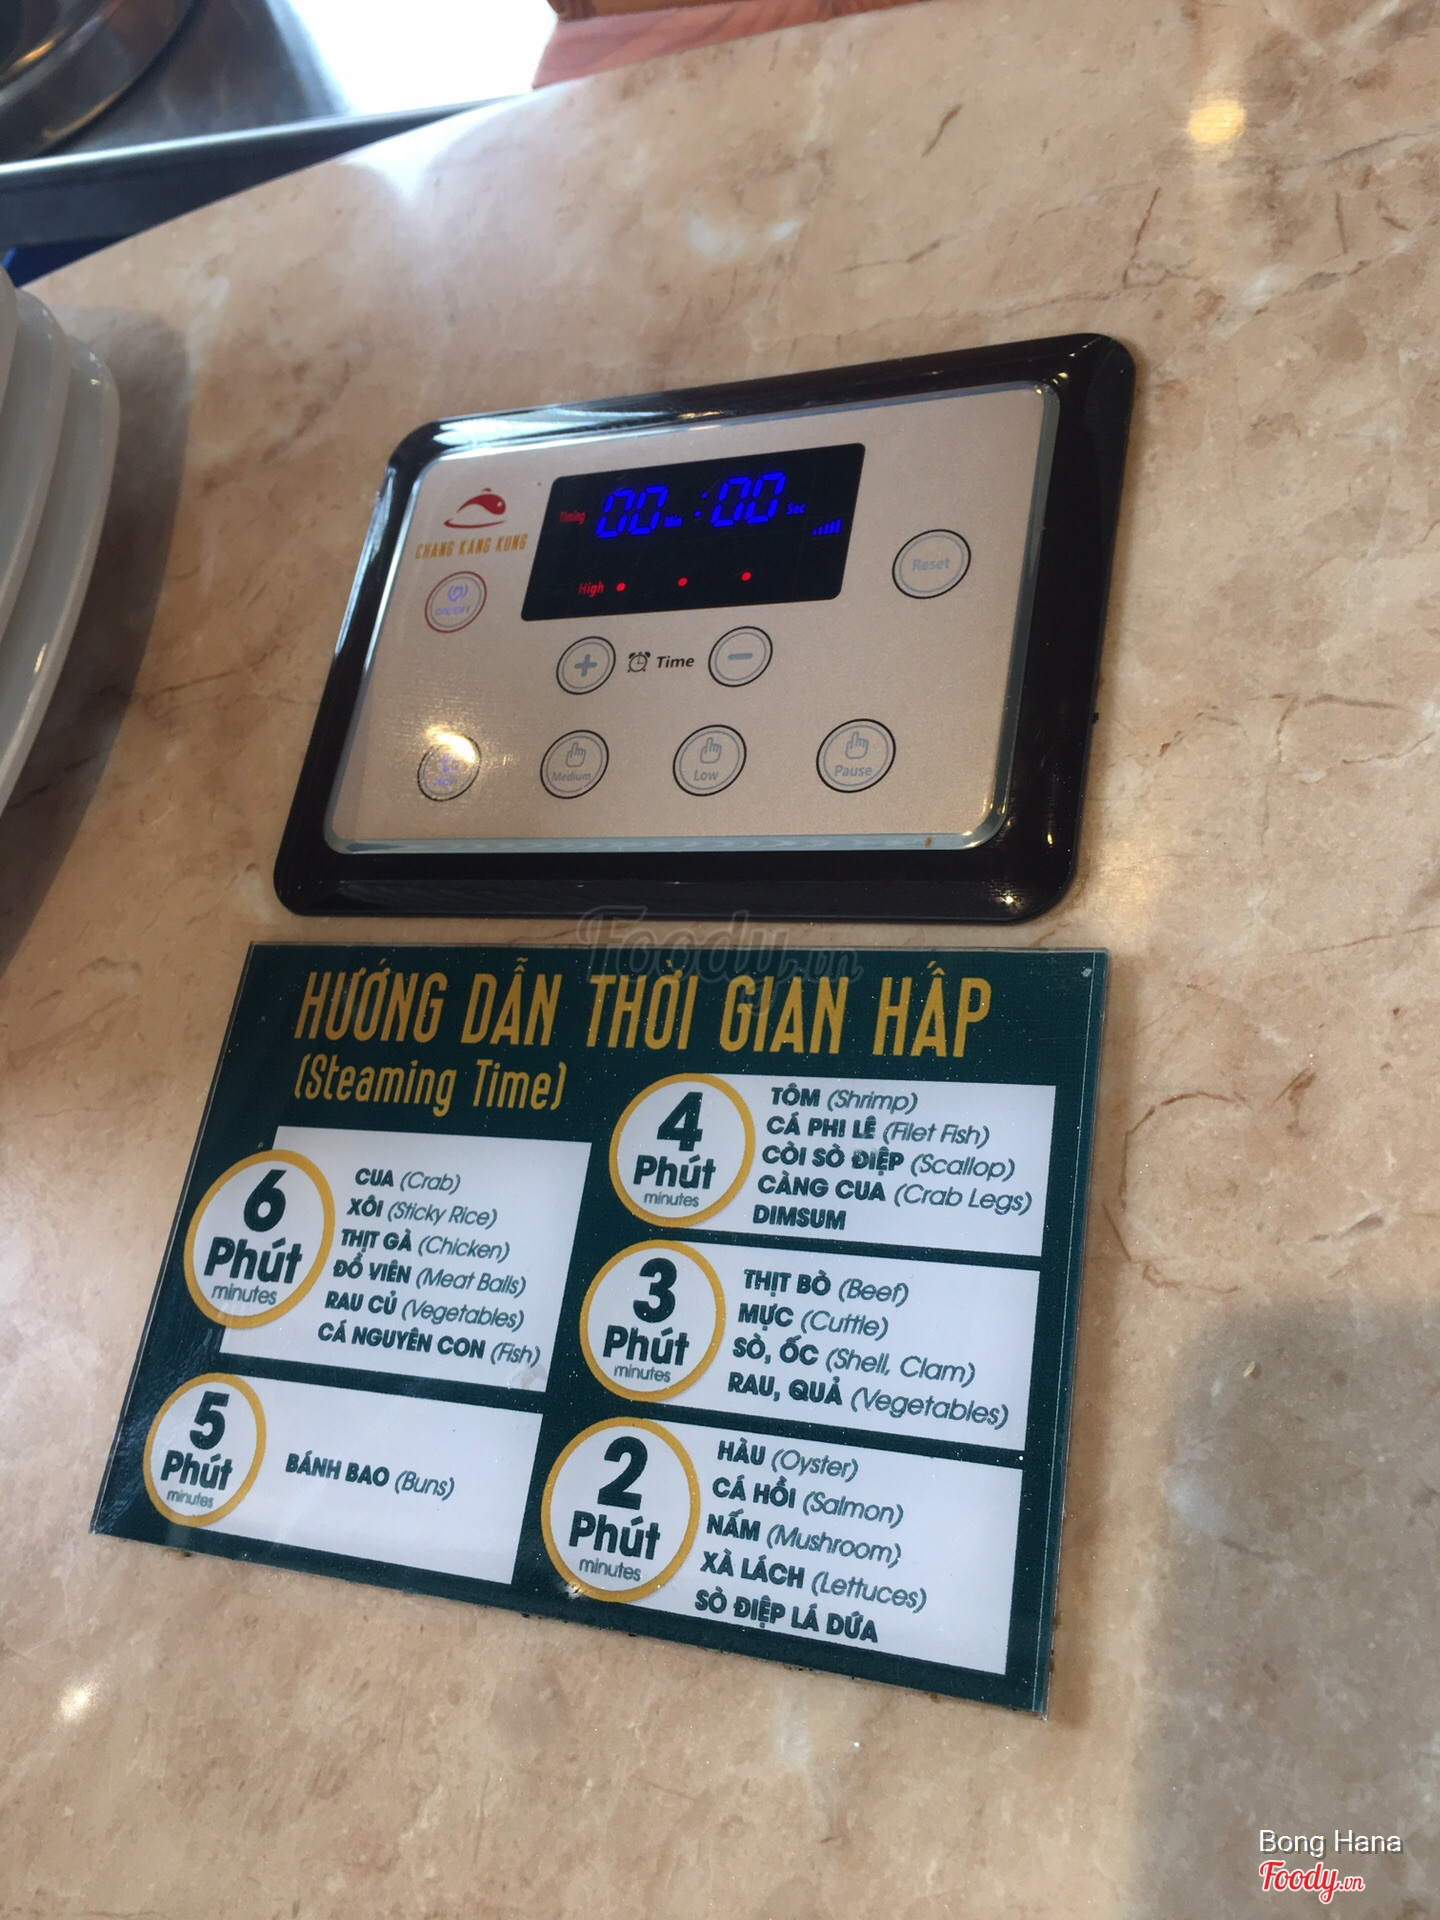 CHANG KANG KUNG
Timing 00 Min : 00 Sec
High
ON/OFF
Reset
+ Time −
Medium
Low
Pause
HƯỚNG DẪN THỜI GIAN HẤP
(Steaming Time)
6
Phút
minutes
CUA (Crab)
XÔI (Sticky Rice)
THỊT GÀ (Chicken)
ĐỒ VIÊN (Meat Balls)
RAU CỦ (Vegetables)
CÁ NGUYÊN CON (Fish)
5
Phút
minutes
BÁNH BAO (Buns)
4
Phút
minutes
TÔM (Shrimp)
CÁ PHI LÊ (Filet Fish)
CÒI SÒ ĐIỆP (Scallop)
CÀNG CUA (Crab Legs)
DIMSUM
3
Phút
minutes
THỊT BÒ (Beef)
MỰC (Cuttle)
SÒ, ỐC (Shell, Clam)
RAU, QUẢ (Vegetables)
2
Phút
minutes
HÀU (Oyster)
CÁ HỒI (Salmon)
NẤM (Mushroom)
XÀ LÁCH (Lettuces)
SÒ ĐIỆP LÁ DỨA
Foody.vn
Bong Hana
Foody.vn